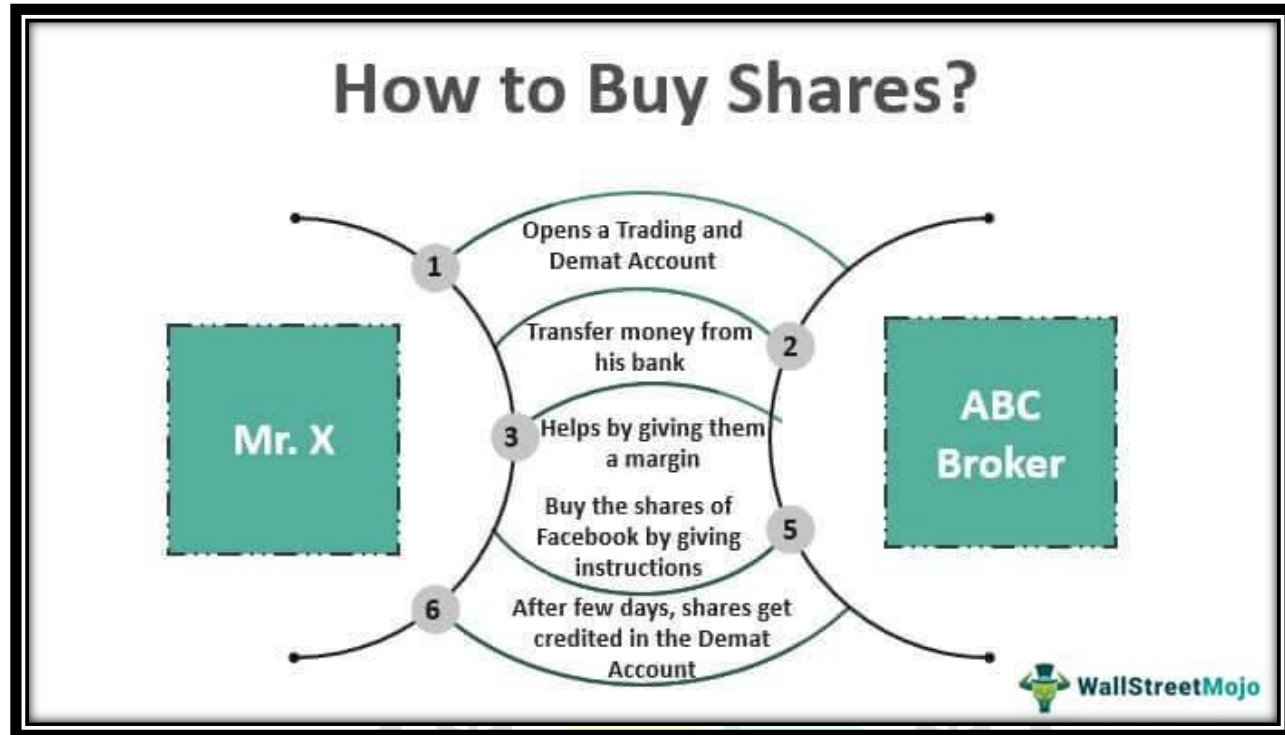 How to Buy Shares?
Opens a Trading and
Demat Account
1
Transfer money from
his bank
2
Mr. X
ABC
Broker
3
Helps by giving them
a margin
Buy the shares of
Facebook by giving
instructions
5
6
After few days, shares get
credited in the Demat
Account
WallStreetMojo